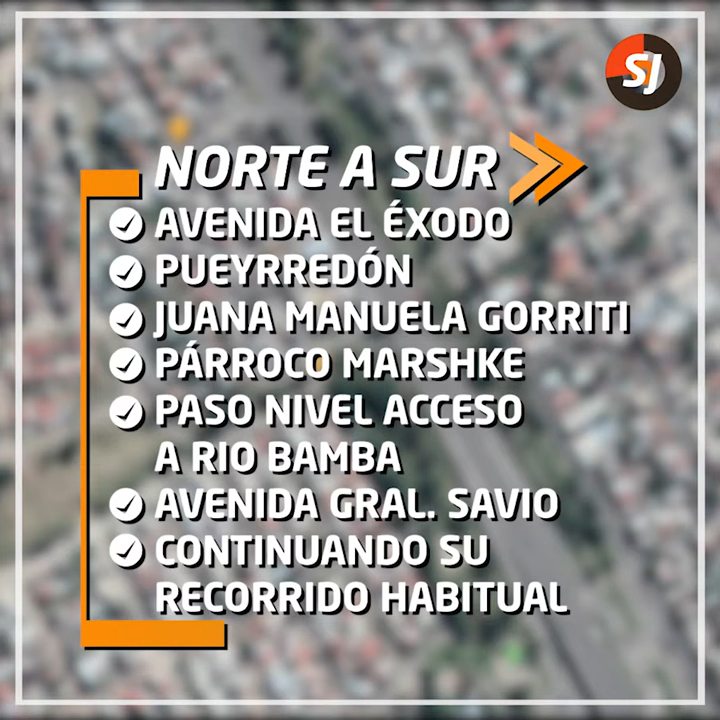 SJ
NORTE A SUR
AVENIDA EL ÉXODO
PUEYRREDÓN
JUANA MANUELA GORRITI
PÁRROCO MARSHKE
PASO NIVEL ACCESO
A RIO BAMBA
AVENIDA GRAL. SAVIO
CONTINUANDO SU
RECORRIDO HABITUAL